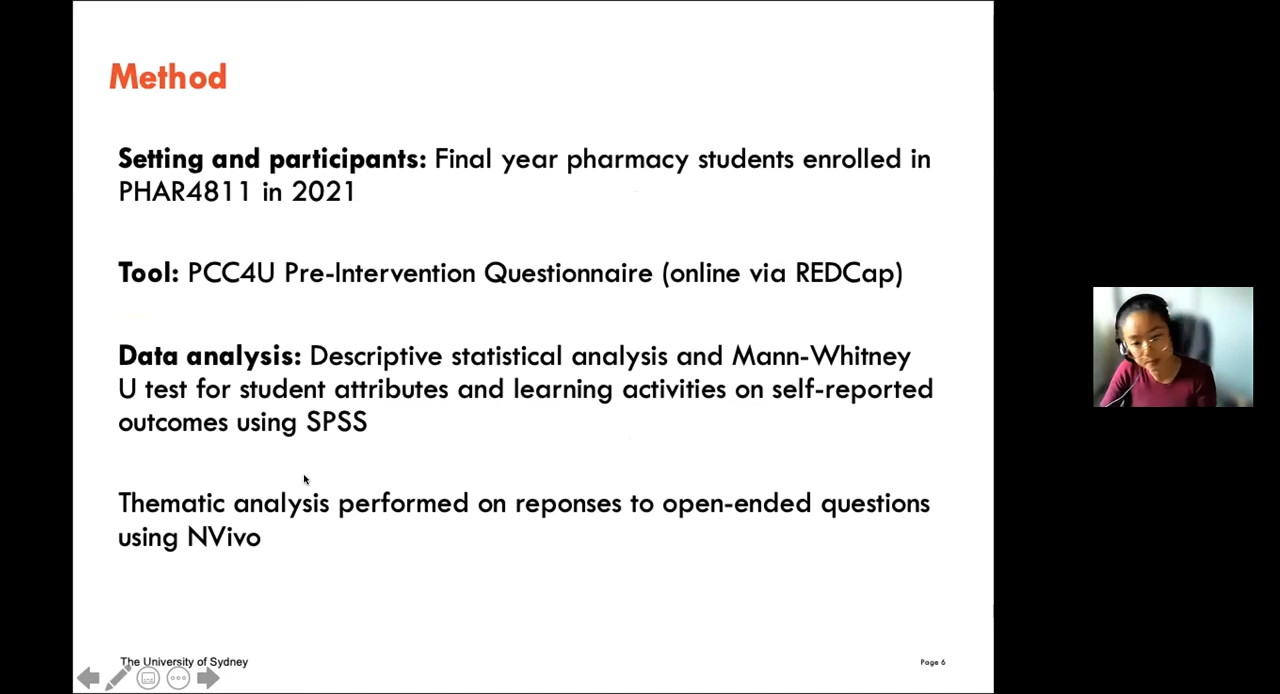 Method
Setting and participants: Final year pharmacy students enrolled in
PHAR4811 in 2021
Tool: PCC4U Pre-Intervention Questionnaire (online via REDCap)
Data analysis: Descriptive statistical analysis and Mann-Whitney
U test for student attributes and learning activities on self-reported
outcomes using SPSS
Thematic analysis performed on reponses to open-ended questions
using NVivo
The University of Sydney
Page 6